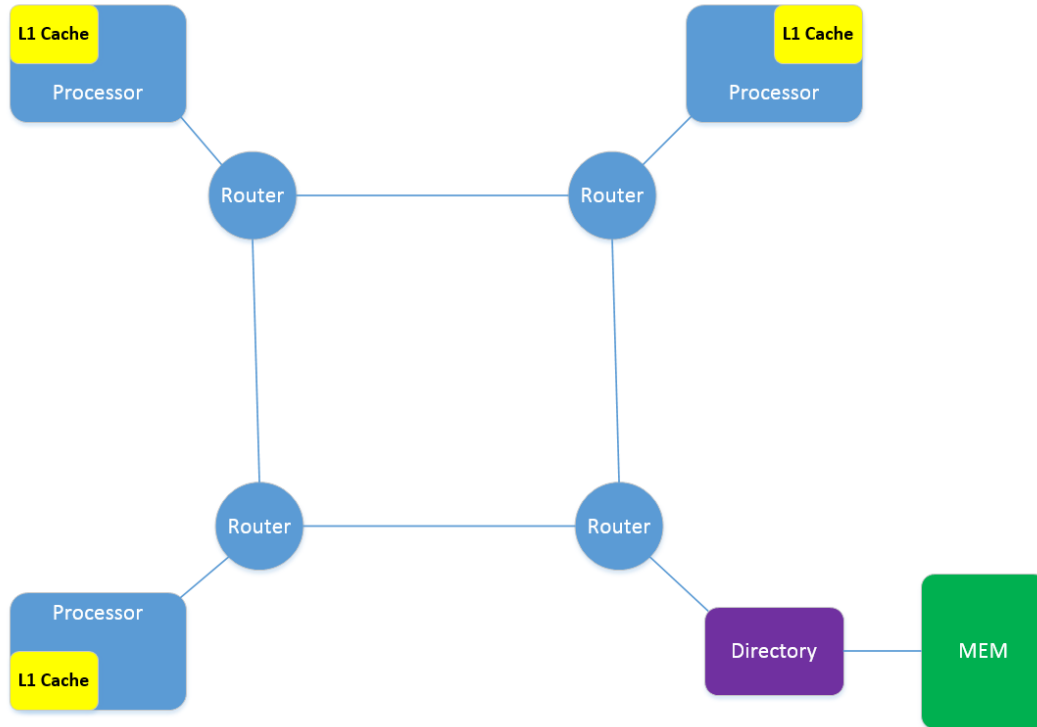 L1 Cache
Processor
L1 Cache
Processor
Router
Router
Router
Router
Processor
L1 Cache
Directory
MEM